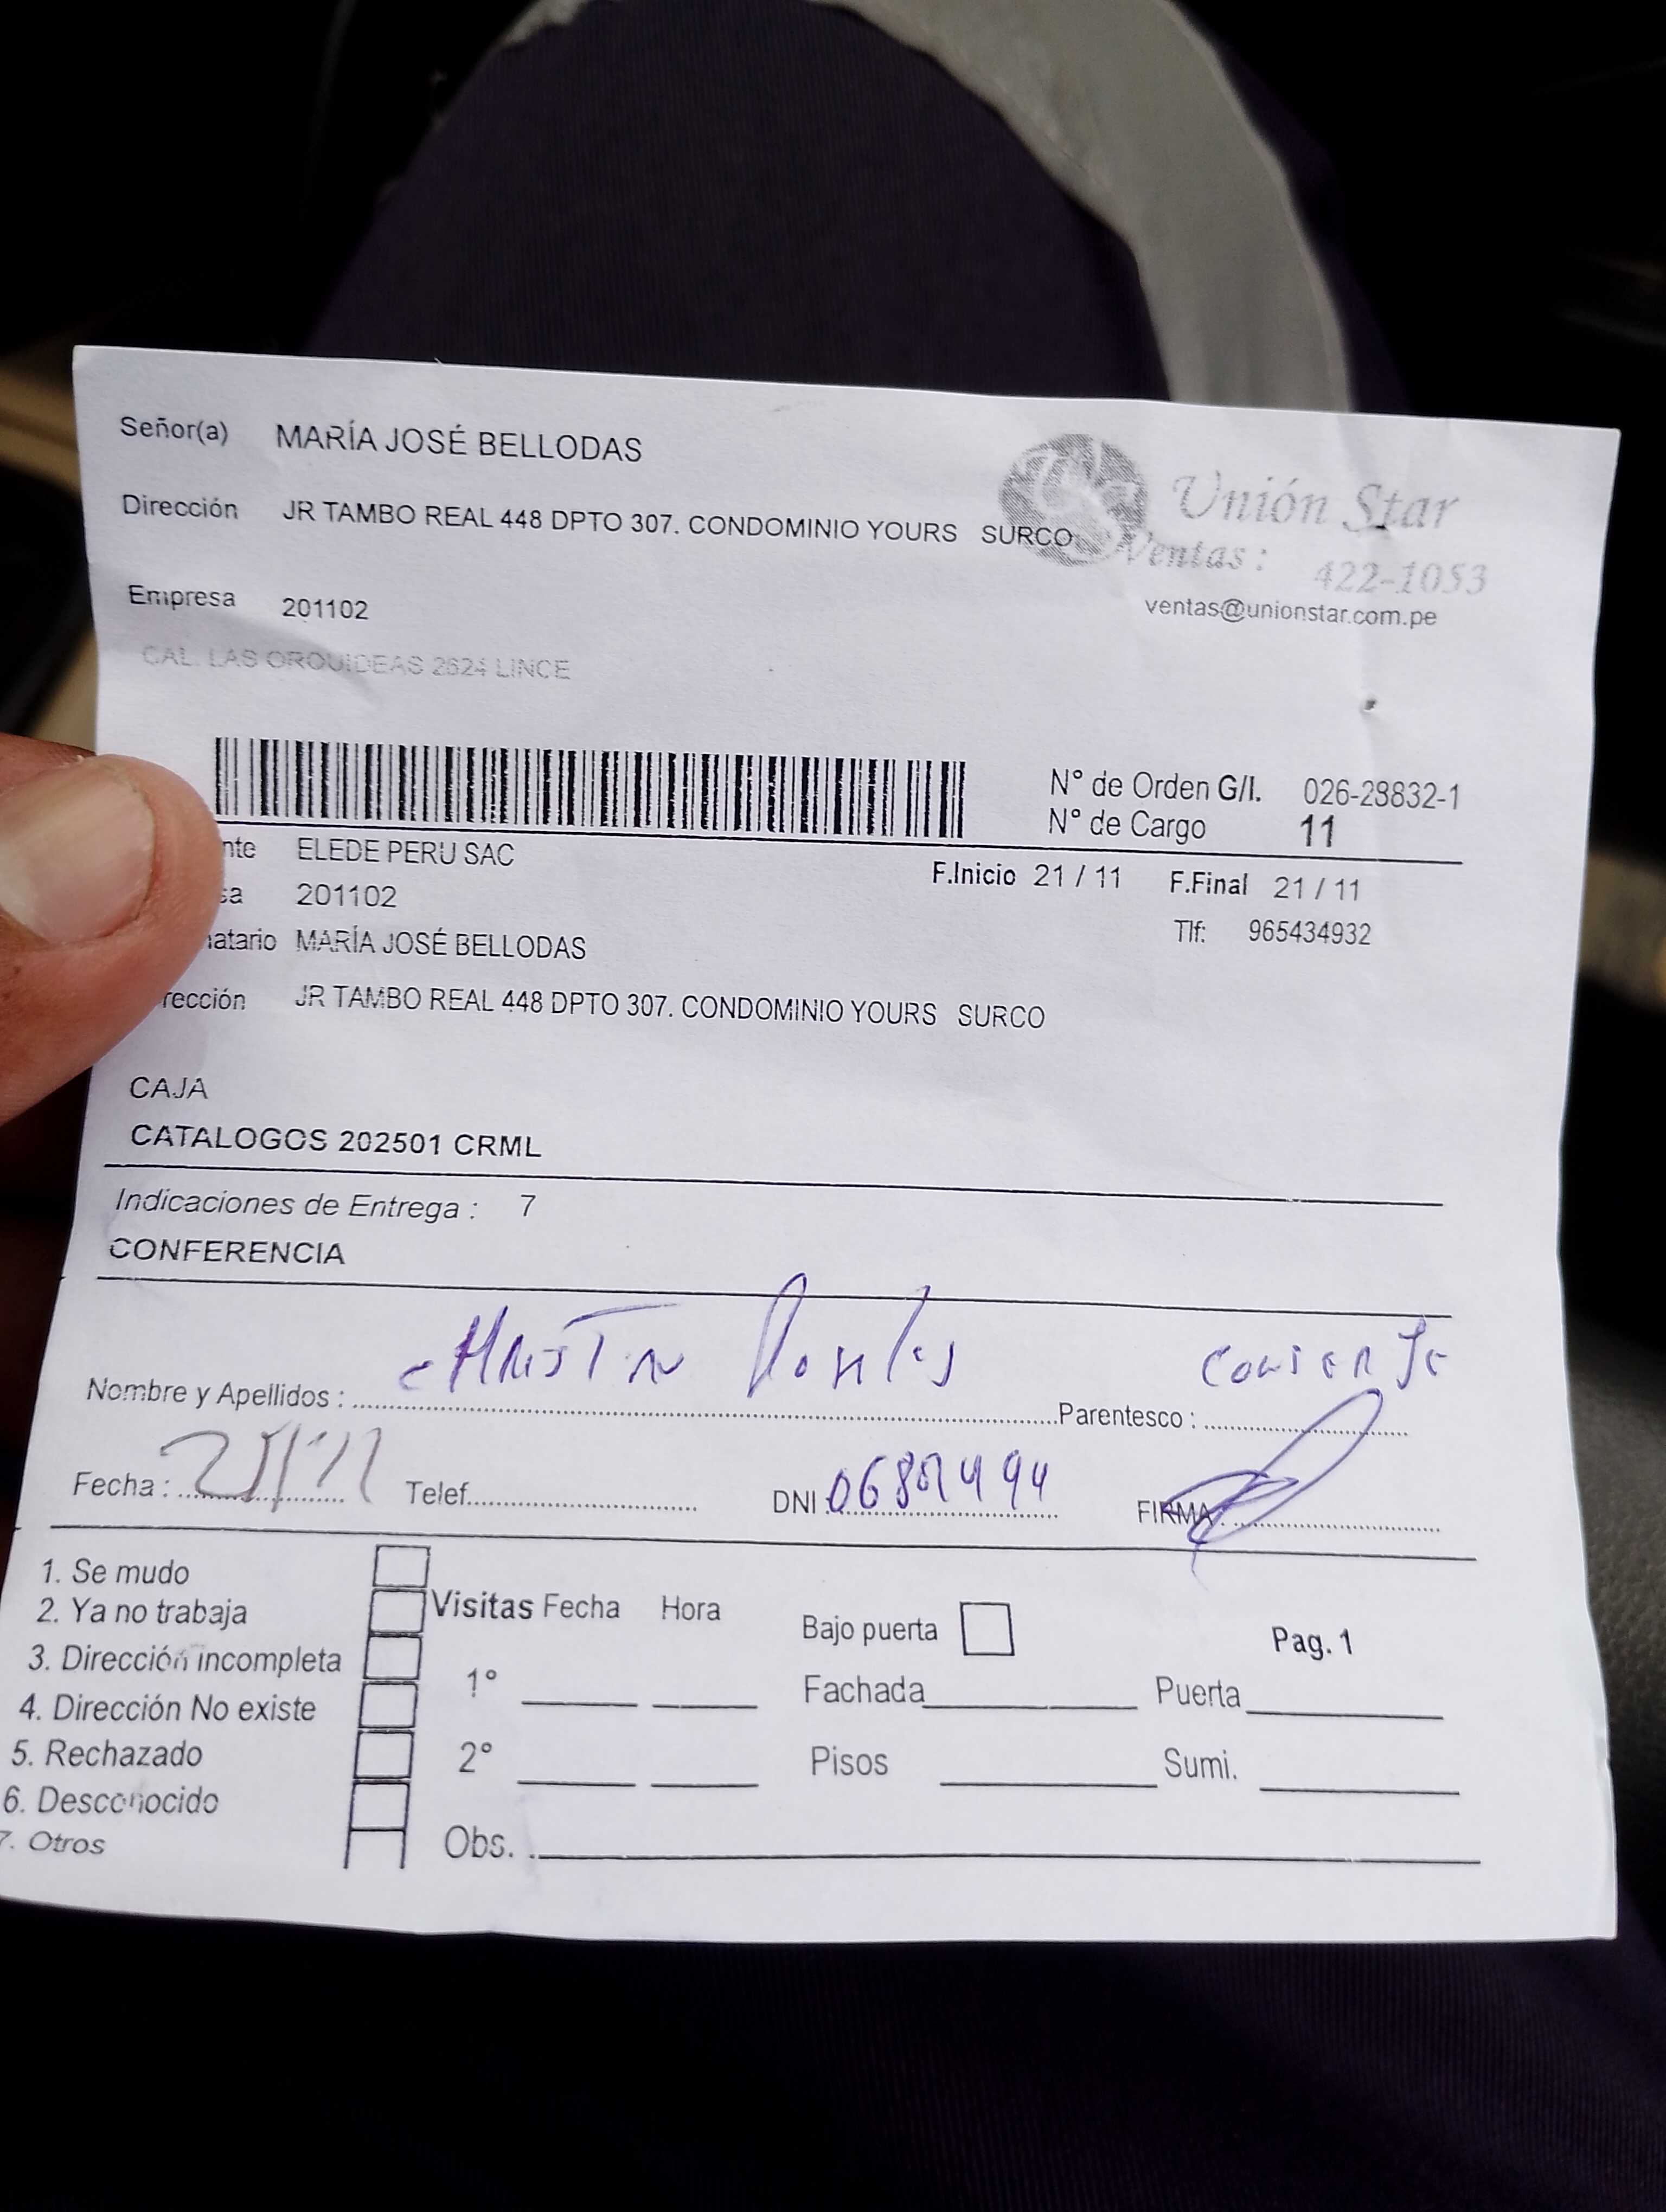 Señor(a) MARÍA JOSÉ BELLODAS
Dirección JR TAMBO REAL 448 DPTO 307. CONDOMINIO YOURS SURCO
Unión Star
Ventas: 422-1053
ventas@unionstar.com.pe
Empresa 201102
CAL. LAS ORQUIDEAS 2624 LINCE
N° de Orden G/I. 026-28832-1
N° de Cargo 11
nte ELEDE PERU SAC
F.Inicio 21 / 11 F.Final 21 / 11
sa 201102
Tlf: 965434932
natario MARÍA JOSÉ BELLODAS
rección JR TAMBO REAL 448 DPTO 307. CONDOMINIO YOURS SURCO
CAJA
CATALOGOS 202501 CRML
Indicaciones de Entrega : 7
CONFERENCIA
Nombre y Apellidos : Parentesco : Conserje
Fecha : Telef. DNI FIRMA :
1. Se mudo
2. Ya no trabaja
3. Dirección incompleta
4. Dirección No existe
5. Rechazado
6. Desconocido
7. Otros
Visitas Fecha Hora
1°
2°
Bajo puerta Pag. 1
Fachada Puerta
Pisos Sumi.
Obs.